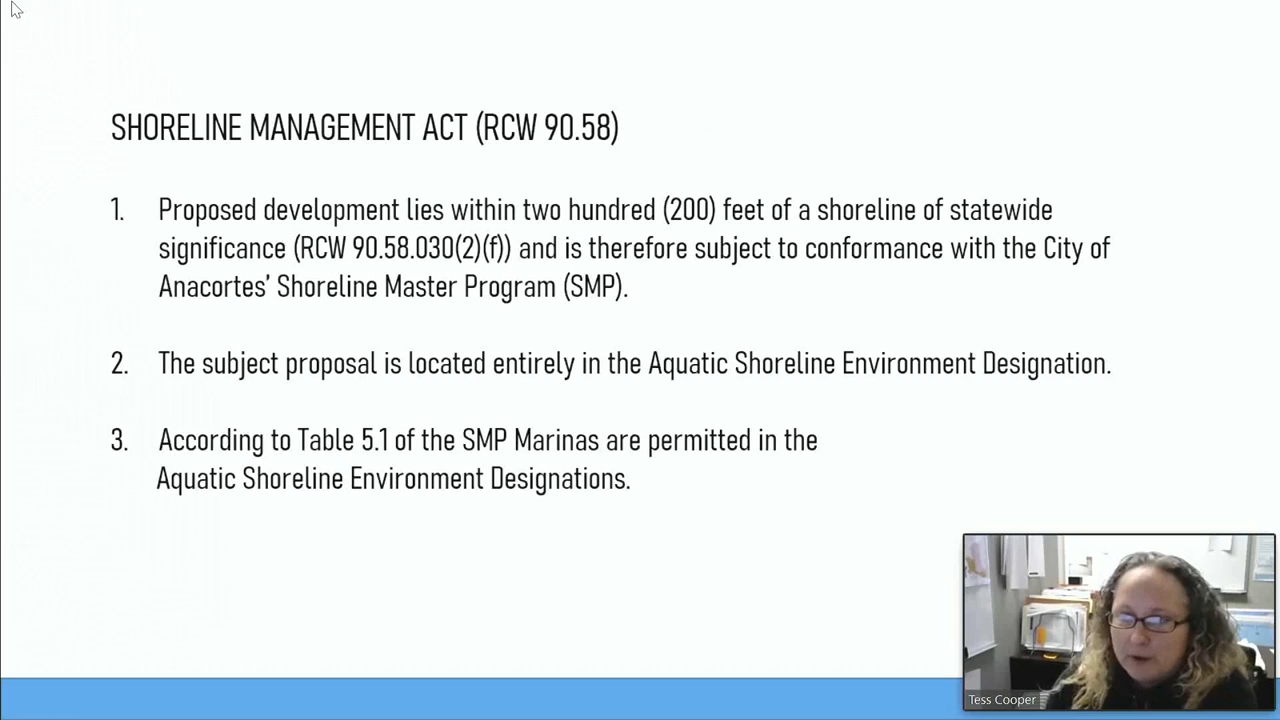 SHORELINE MANAGEMENT ACT (RCW 90.58)
1. Proposed development lies within two hundred (200) feet of a shoreline of statewide
significance (RCW 90.58.030(2)(f)) and is therefore subject to conformance with the City of
Anacortes' Shoreline Master Program (SMP).
2. The subject proposal is located entirely in the Aquatic Shoreline Environment Designation.
3. According to Table 5.1 of the SMP Marinas are permitted in the
Aquatic Shoreline Environment Designations.
Tess Cooper